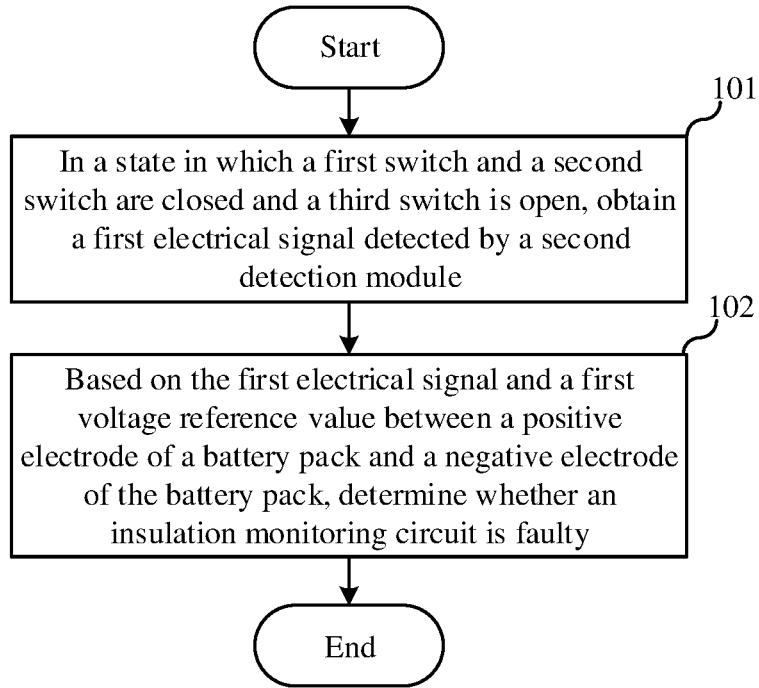 Start
101
In a state in which a first switch and a second
switch are closed and a third switch is open, obtain
a first electrical signal detected by a second
detection module
102
Based on the first electrical signal and a first
voltage reference value between a positive
electrode of a battery pack and a negative electrode
of the battery pack, determine whether an
insulation monitoring circuit is faulty
End